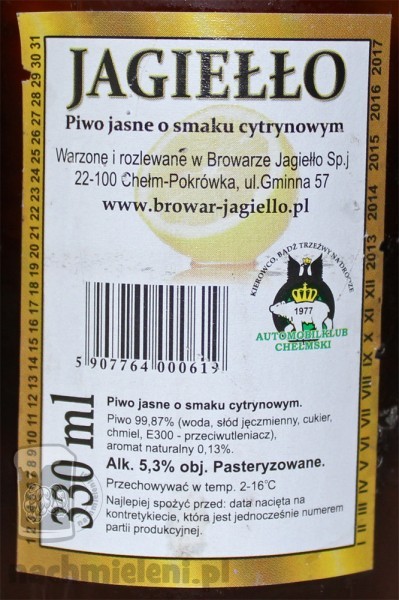 JAGIEŁŁO
Piwo jasne o smaku cytrynowym
Warzone i rozlewane w Browarze Jagiełło Sp.j
22-100 Chełm-Pokrówka, ul.Gminna 57
www.browar-jagiello.pl
KIEROWCO, BĄDŹ TRZEŹWY NA DRODZE
1977
AUTOMOBILKLUB
CHEŁMSKI
5 907764 000619
330 ml
Piwo jasne o smaku cytrynowym.
Piwo 99,87% (woda, słód jęczmienny, cukier,
chmiel, E300 - przeciwutleniacz),
aromat naturalny 0,13%.
Alk. 5,3% obj. Pasteryzowane.
Przechowywać w temp. 2-16°C
Najlepiej spożyć przed: data nacięta na
kontretykiecie, która jest jednocześnie numerem
partii produkcyjnej.
1 2 3 4 5 6 7 8 9 10 11 12 13 14 15 16 17 18 19 20 21 22 23 24 25 26 27 28 29 30 31
I II III IV V VI VII VIII IX X XI XII 2013 2014 2015 2016 2017
nachmieleni.pl